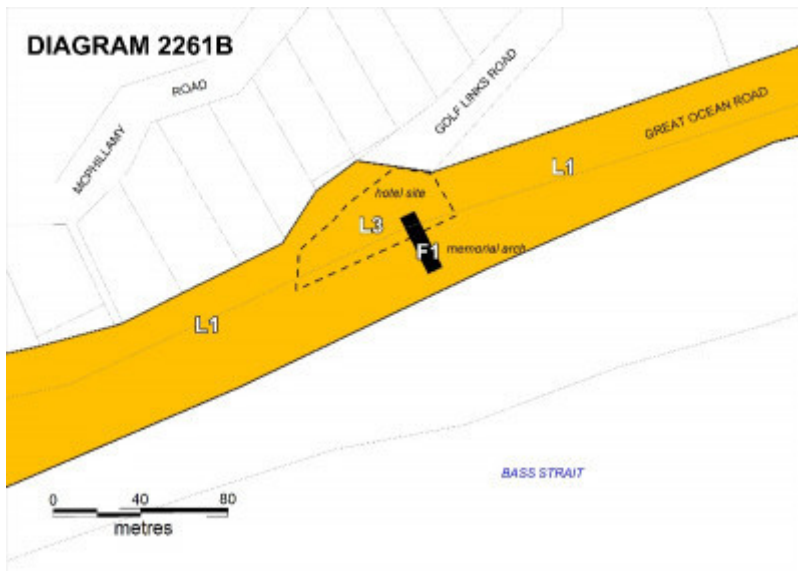 DIAGRAM 2261B
ROAD
MCPHILLAMY
GOLF LINKS ROAD
GREAT OCEAN ROAD
L1
hotel site
L3
F1
memorial arch
L1
BASS STRAIT
0 40 80
metres